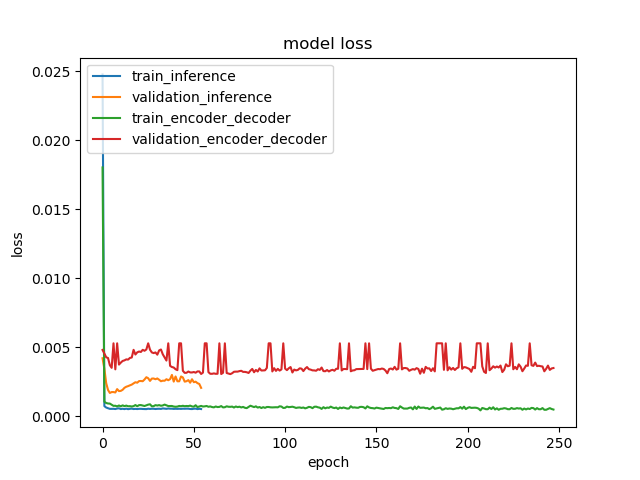 model loss
train_inference
validation_inference
train_encoder_decoder
validation_encoder_decoder
loss
0.025
0.020
0.015
0.010
0.005
0.000
0 50 100 150 200 250
epoch